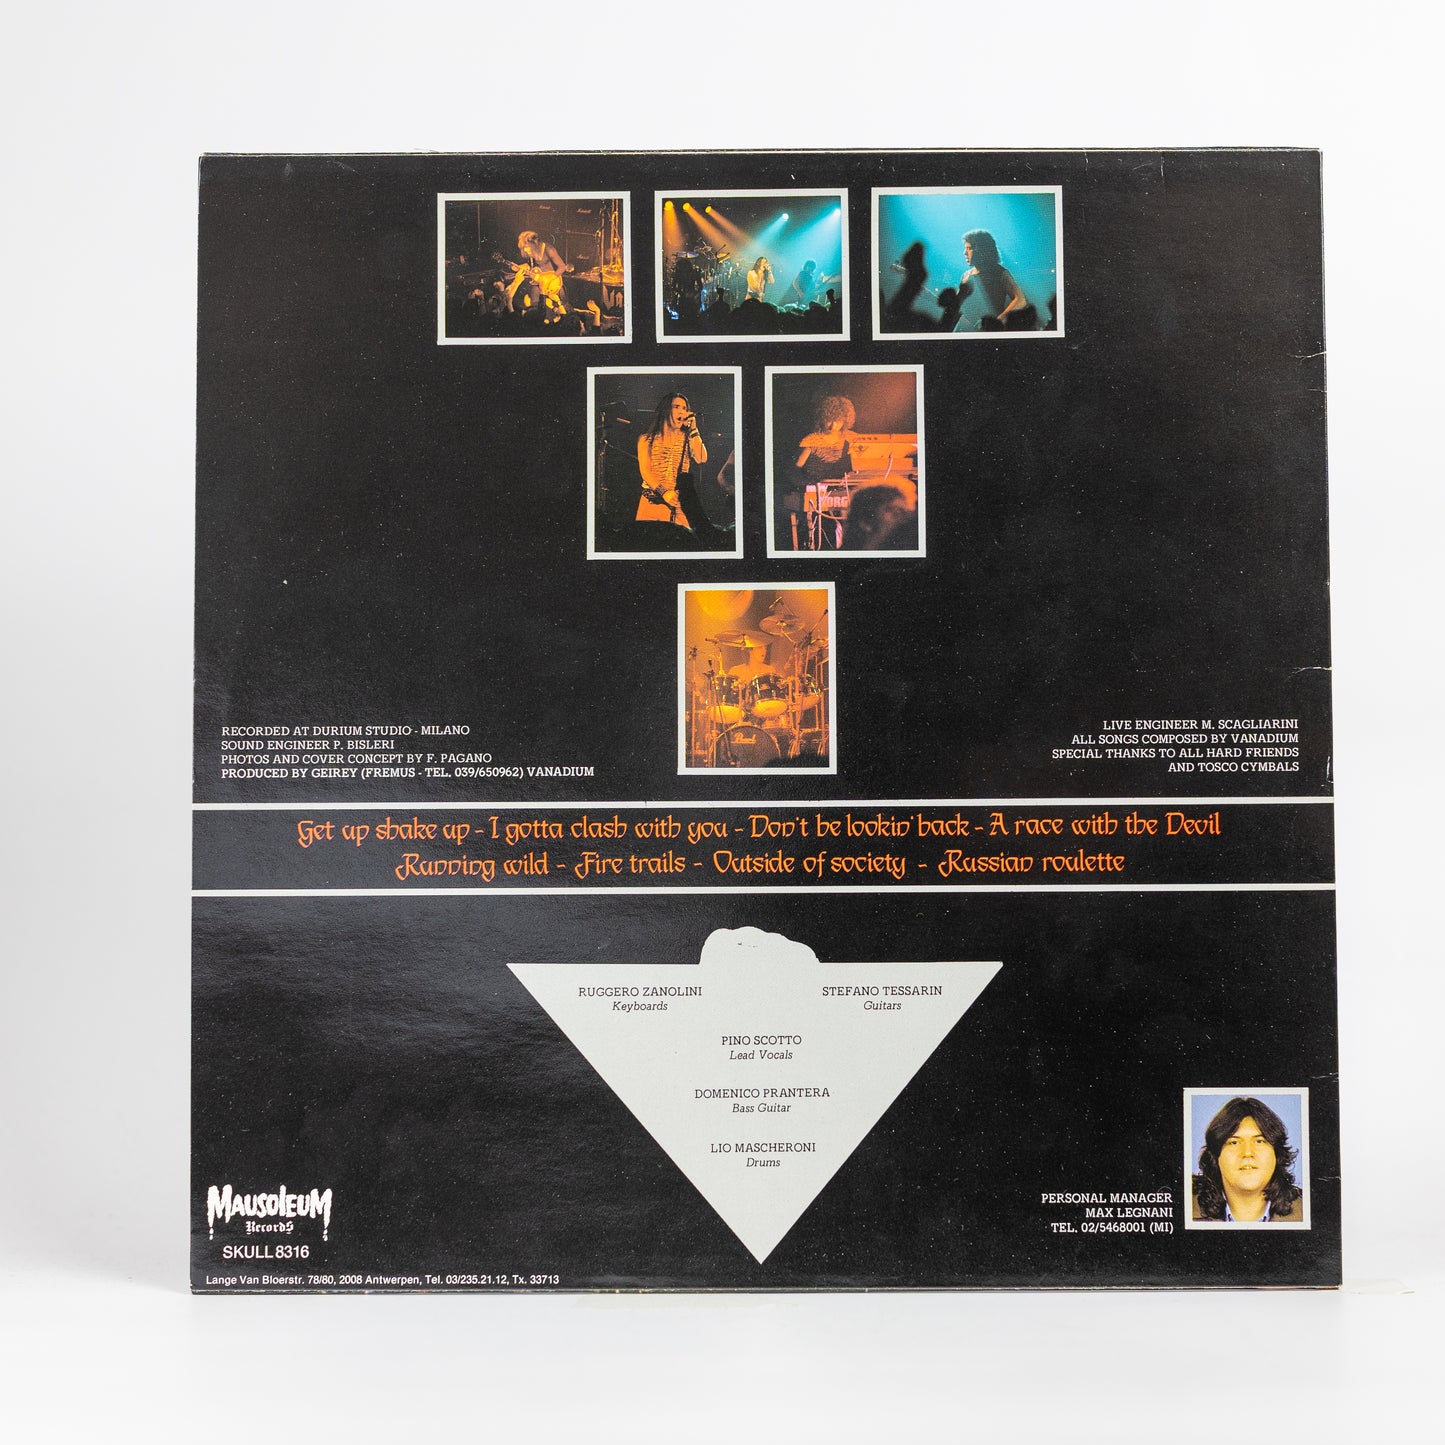 KORG
Pearl
RECORDED AT DURIUM STUDIO - MILANO
SOUND ENGINEER P. BISLERI
PHOTOS AND COVER CONCEPT BY F. PAGANO
PRODUCED BY GEIREY (FREMUS - TEL. 039/650962) VANADIUM
LIVE ENGINEER M. SCAGLIARINI
ALL SONGS COMPOSED BY VANADIUM
SPECIAL THANKS TO ALL HARD FRIENDS
AND TOSCO CYMBALS
Get up shake up - I gotta clash with you - Don't be lookin' back - A race with the Devil
Running wild - Fire trails - Outside of society - Russian roulette
RUGGERO ZANOLINI
Keyboards
STEFANO TESSARIN
Guitars
PINO SCOTTO
Lead Vocals
DOMENICO PRANTERA
Bass Guitar
LIO MASCHERONI
Drums
PERSONAL MANAGER
MAX LEGNANI
TEL. 02/5468001 (MI)
MAUSOLEUM
Records
SKULL 8316
Lange Van Bloerstr. 78/80, 2008 Antwerpen, Tel. 03/235.21.12, Tx. 33713